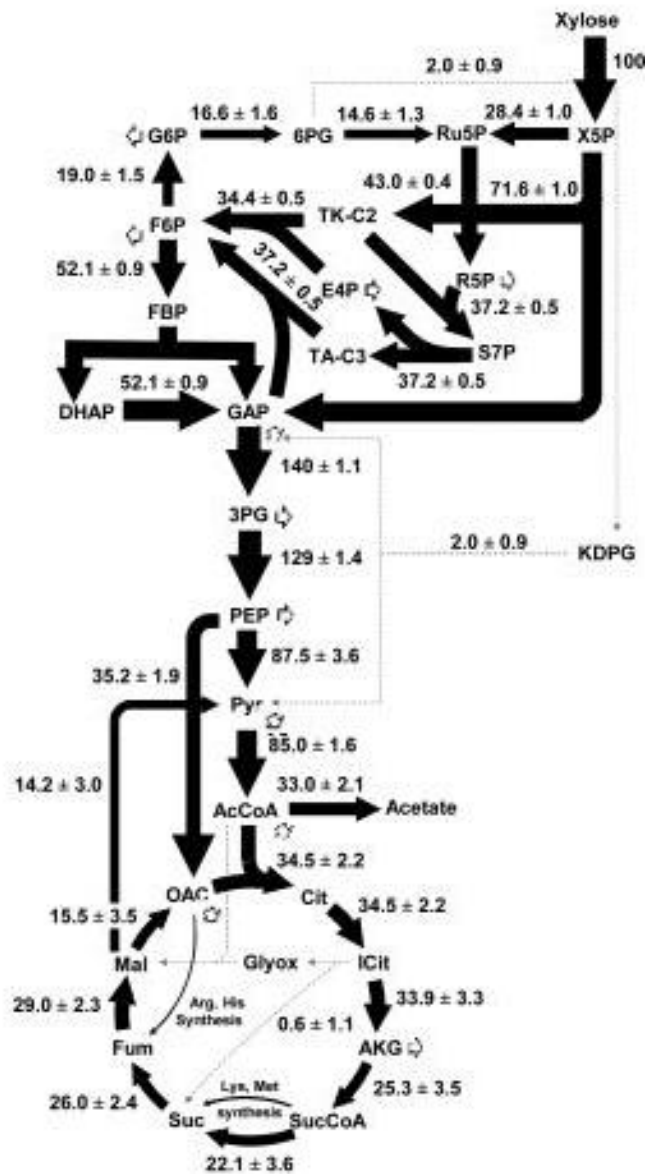 Xylose
100
2.0 ± 0.9
16.6 ± 1.6
14.6 ± 1.3
28.4 ± 1.0
G6P
6PG
Ru5P
X5P
19.0 ± 1.5
34.4 ± 0.5
43.0 ± 0.4
71.6 ± 1.0
TK-C2
F6P
37.2 ± 0.5
52.1 ± 0.9
E4P
R5P
37.2 ± 0.5
FBP
TA-C3
S7P
52.1 ± 0.9
37.2 ± 0.5
DHAP
GAP
140 ± 1.1
3PG
129 ± 1.4
2.0 ± 0.9
KDPG
PEP
87.5 ± 3.6
35.2 ± 1.9
Pyr
85.0 ± 1.6
14.2 ± 3.0
33.0 ± 2.1
AcCoA
Acetate
34.5 ± 2.2
OAC
Cit
34.5 ± 2.2
15.5 ± 3.5
Mal
Glyox
ICit
29.0 ± 2.3
Arg, His
Synthesis
33.9 ± 3.3
0.6 ± 1.1
Fum
AKG
25.3 ± 3.5
26.0 ± 2.4
Lys, Met
synthesis
Suc
SucCoA
22.1 ± 3.6